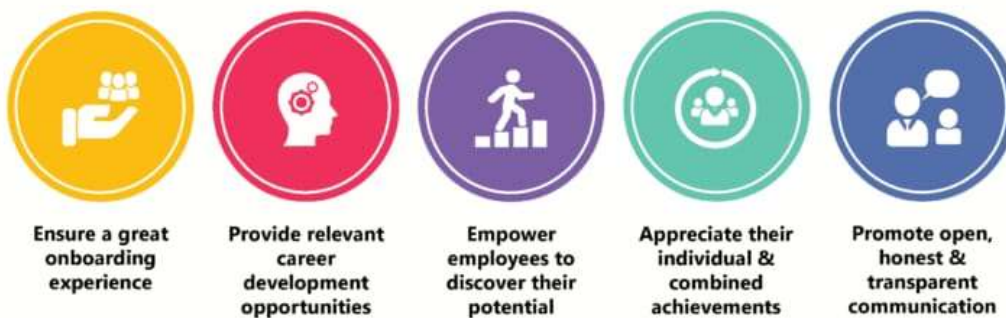 Ensure a great
onboarding
experience
Provide relevant
career
development
opportunities
Empower
employees to
discover their
potential
Appreciate their
individual &
combined
achievements
Promote open,
honest &
transparent
communication